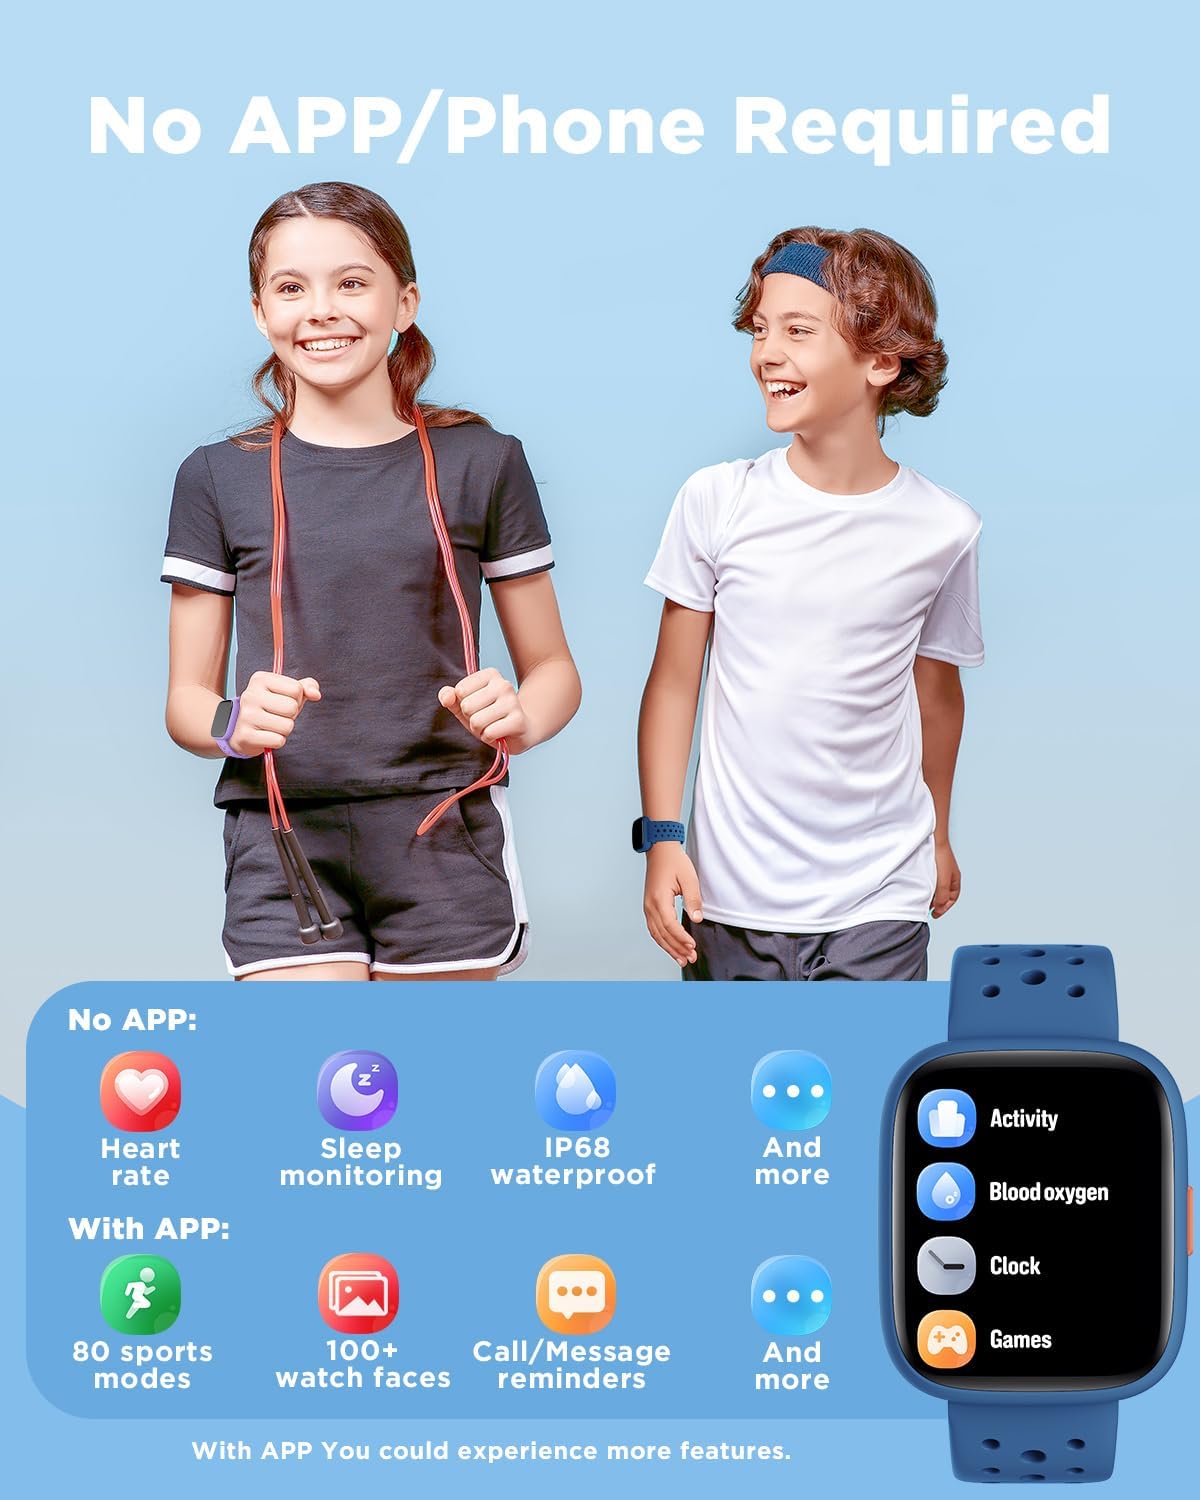 No APP/Phone Required
No APP:
Heart
rate
Sleep
monitoring
IP68
waterproof
And
more
With APP:
80 sports
modes
100+
watch faces
Call/Message
reminders
And
more
Activity
Blood oxygen
Clock
Games
With APP You could experience more features.